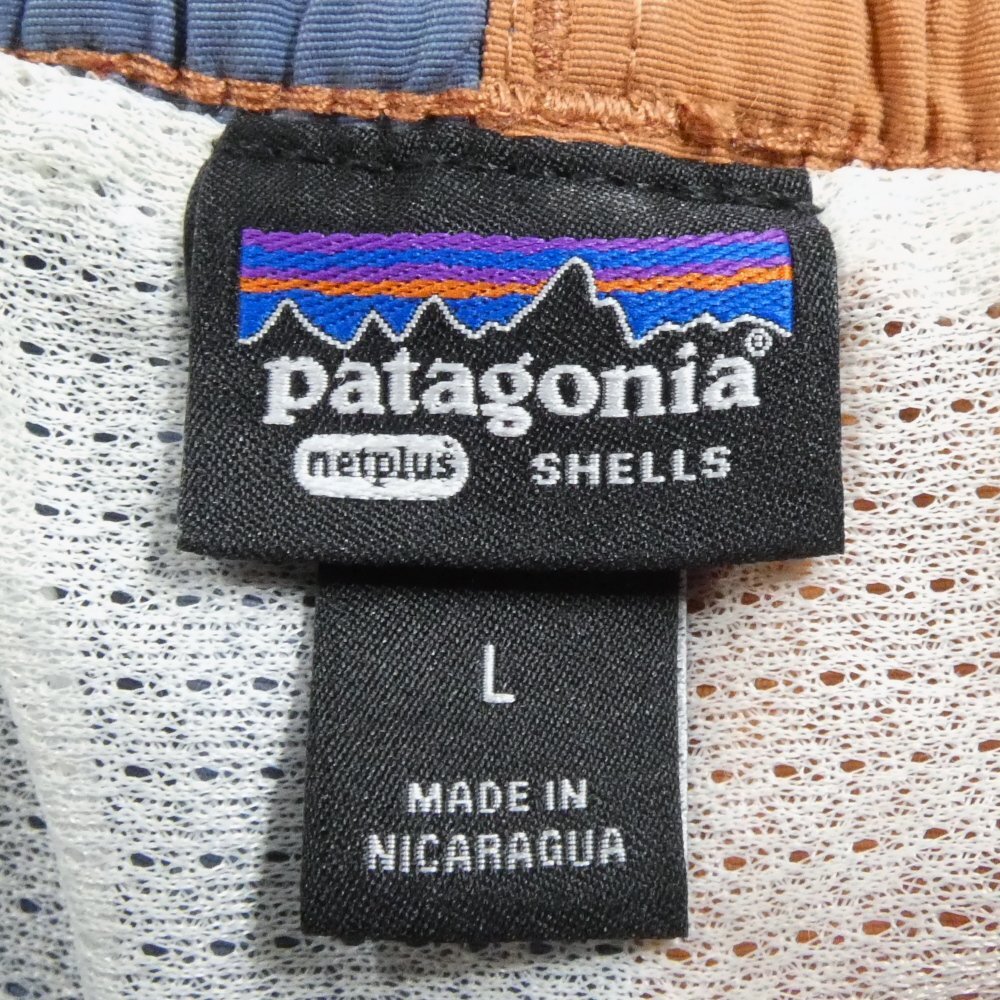 patagonia®
netplus® SHELLS
L
MADE IN
NICARAGUA